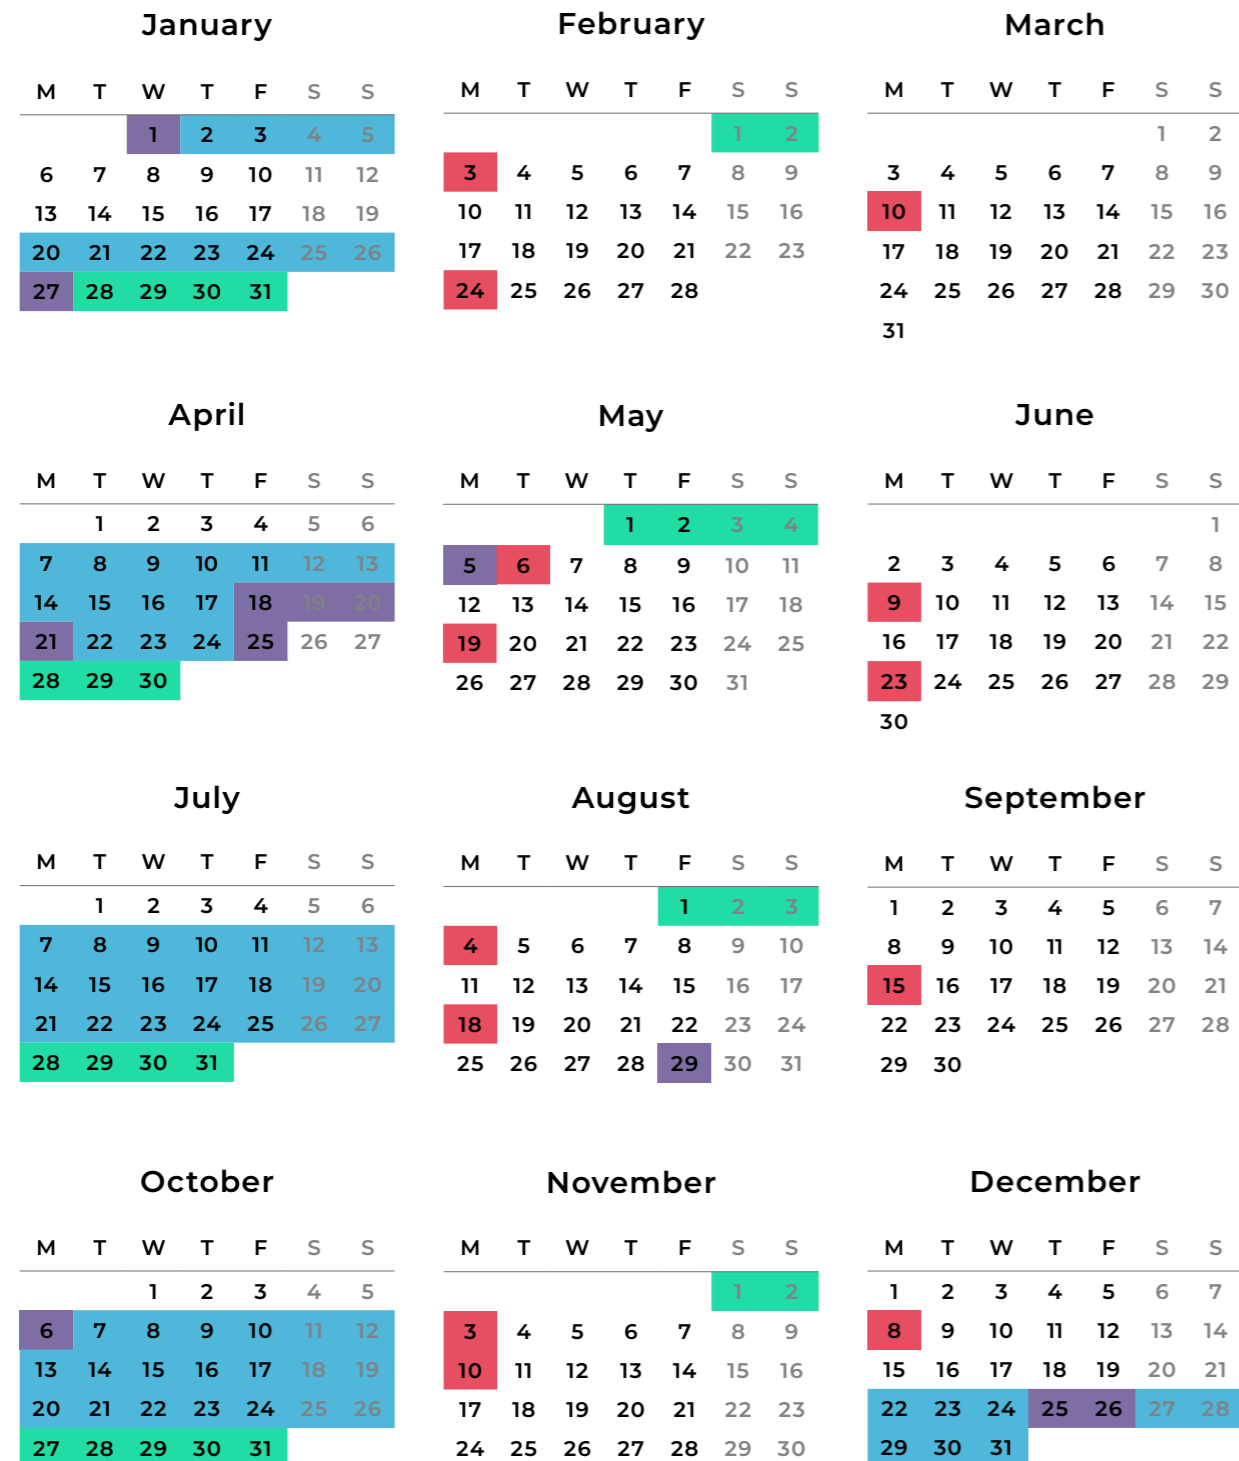 January February March
M T W T F S S M T W T F S S M T W T F S S
1 2 3 4 5 1 2 1 2
6 7 8 9 10 11 12 3 4 5 6 7 8 9 3 4 5 6 7 8 9
13 14 15 16 17 18 19 10 11 12 13 14 15 16 10 11 12 13 14 15 16
20 21 22 23 24 25 26 17 18 19 20 21 22 23 17 18 19 20 21 22 23
27 28 29 30 31 24 25 26 27 28 24 25 26 27 28 29 30
31
April May June
M T W T F S S M T W T F S S M T W T F S S
1 2 3 4 5 6 1 2 3 4 1
7 8 9 10 11 12 13 5 6 7 8 9 10 11 2 3 4 5 6 7 8
14 15 16 17 18 19 20 12 13 14 15 16 17 18 9 10 11 12 13 14 15
21 22 23 24 25 26 27 19 20 21 22 23 24 25 16 17 18 19 20 21 22
28 29 30 26 27 28 29 30 31 23 24 25 26 27 28 29
30
July August September
M T W T F S S M T W T F S S M T W T F S S
1 2 3 4 5 6 1 2 3 1 2 3 4 5 6 7
7 8 9 10 11 12 13 4 5 6 7 8 9 10 8 9 10 11 12 13 14
14 15 16 17 18 19 20 11 12 13 14 15 16 17 15 16 17 18 19 20 21
21 22 23 24 25 26 27 18 19 20 21 22 23 24 22 23 24 25 26 27 28
28 29 30 31 25 26 27 28 29 30 31 29 30
October November December
M T W T F S S M T W T F S S M T W T F S S
1 2 3 4 5 1 2 1 2 3 4 5 6 7
6 7 8 9 10 11 12 3 4 5 6 7 8 9 8 9 10 11 12 13 14
13 14 15 16 17 18 19 10 11 12 13 14 15 16 15 16 17 18 19 20 21
20 21 22 23 24 25 26 17 18 19 20 21 22 23 22 23 24 25 26 27 28
27 28 29 30 31 24 25 26 27 28 29 30 29 30 31